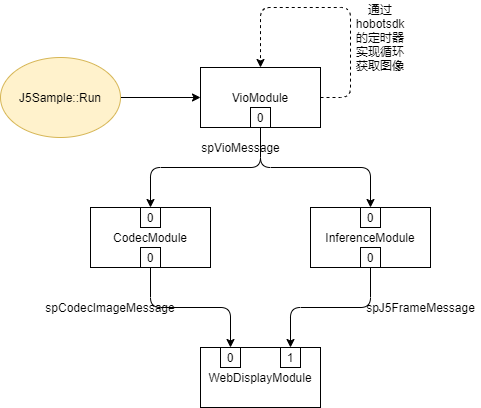 通过
hobotsdk
的定时器
实现循环
获取图像
J5Sample::Run
VioModule
0
spVioMessage
0
0
CodecModule
InferenceModule
0
0
spCodecImageMessage
spJ5FrameMessage
0
1
WebDisplayModule